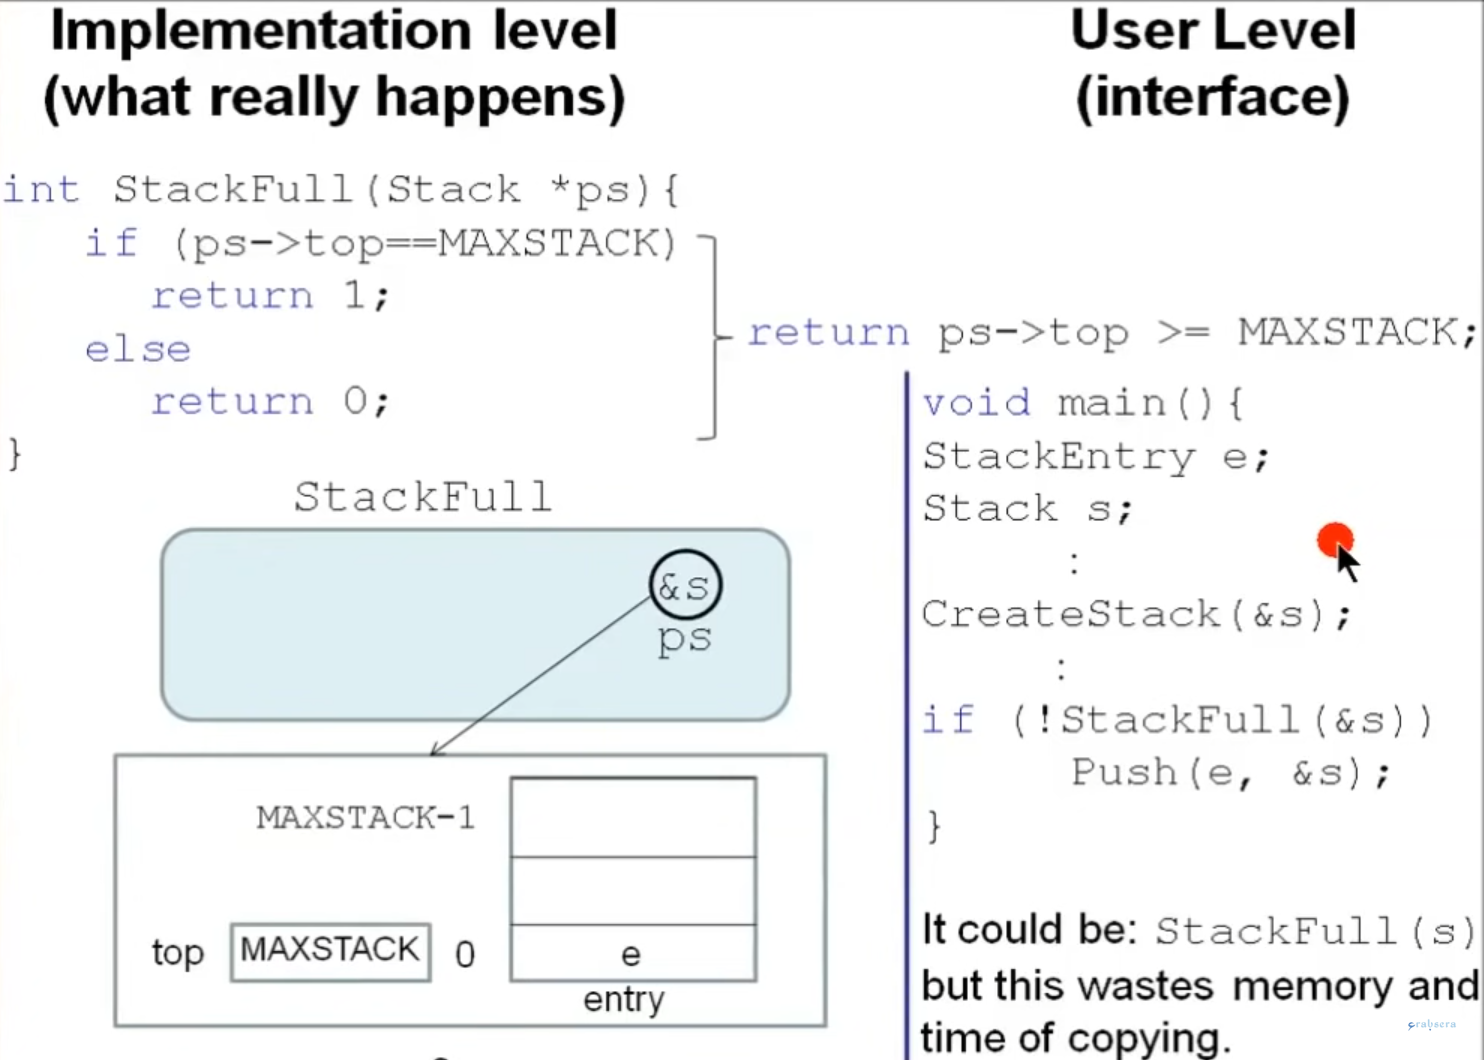 Implementation level
(what really happens)
int StackFull(Stack *ps){
if (ps->top==MAXSTACK)
return 1;
else
return 0;
}
StackFull
&s
ps
MAXSTACK-1
top MAXSTACK 0 e
entry
User Level
(interface)
return ps->top >= MAXSTACK;
void main(){
StackEntry e;
Stack s;
:
CreateStack(&s);
:
if (!StackFull(&s))
Push(e, &s);
}
It could be: StackFull(s)
but this wastes memory and
time of copying.